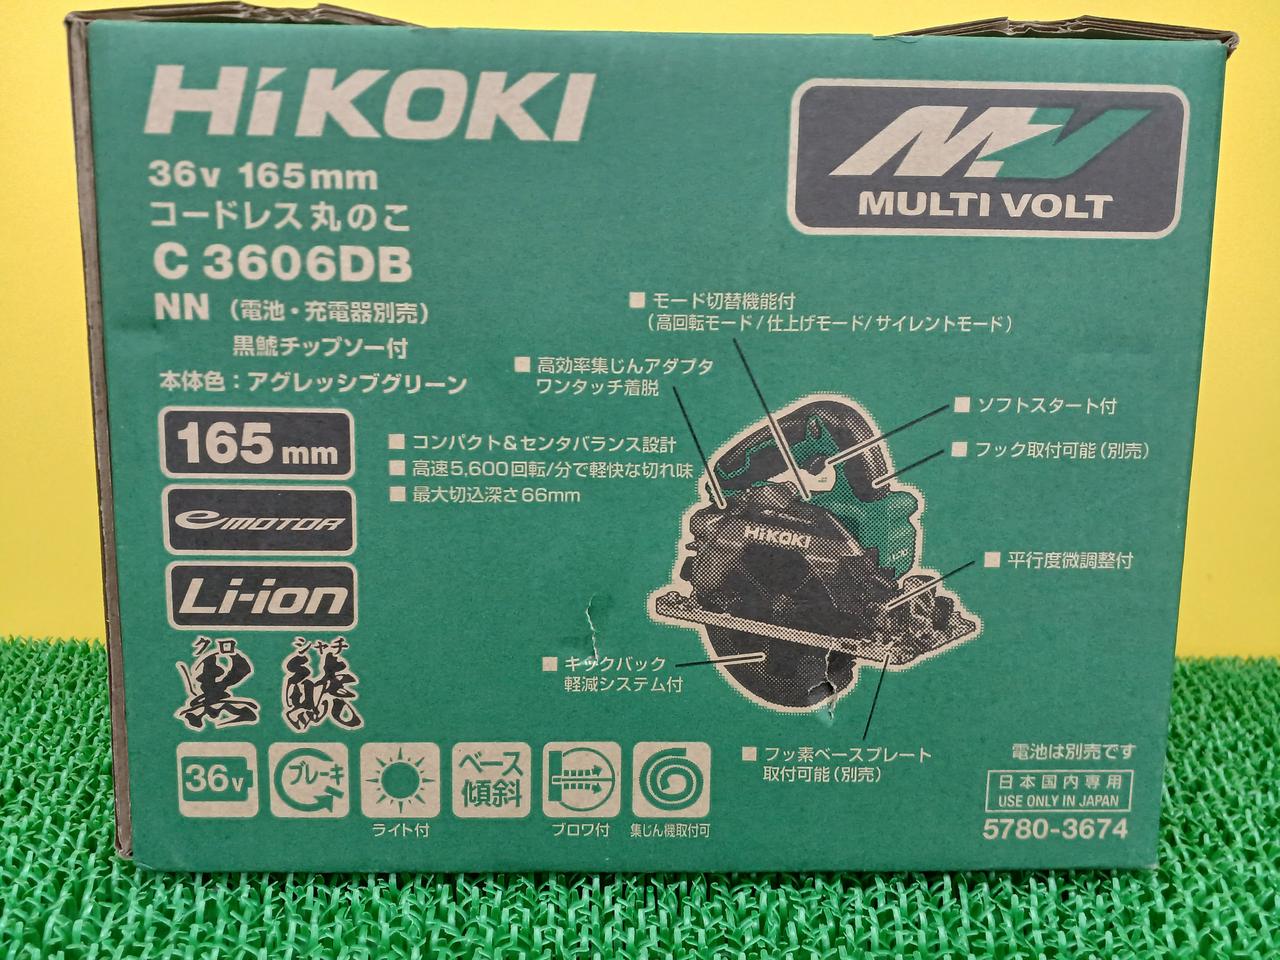 HiKOKI
MV
MULTI VOLT
36v 165mm
コードレス丸のこ
C 3606DB
NN (電池・充電器別売)
黒鯱チップソー付
本体色：アグレッシブグリーン
■ モード切替機能付
(高回転モード/仕上げモード/サイレントモード)
■ 高効率集じんアダプタ
ワンタッチ着脱
■ ソフトスタート付
■ フック取付可能(別売)
165mm
■ コンパクト&センタバランス設計
■ 高速5,600回転/分で軽快な切れ味
■ 最大切込深さ66mm
e MOTOR
HiKOKI
■ 平行度微調整付
Li-ion
クロ シャチ
黒鯱
■ キックバック
軽減システム付
■ フッ素ベースプレート
取付可能(別売)
36v
ブレーキ
ベース
傾斜
ライト付
ブロワ付
集じん機取付可
電池は別売です
日本国内専用
USE ONLY IN JAPAN
5780-3674